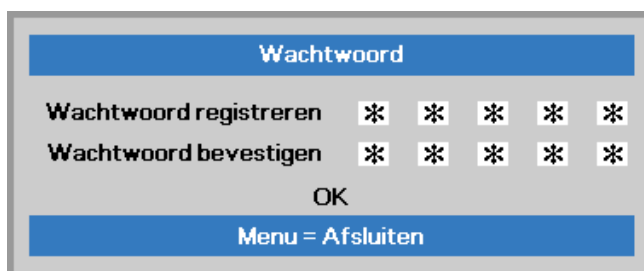 Wachtwoord
Wachtwoord registreren * * * * *
Wachtwoord bevestigen * * * * *
OK
Menu = Afsluiten